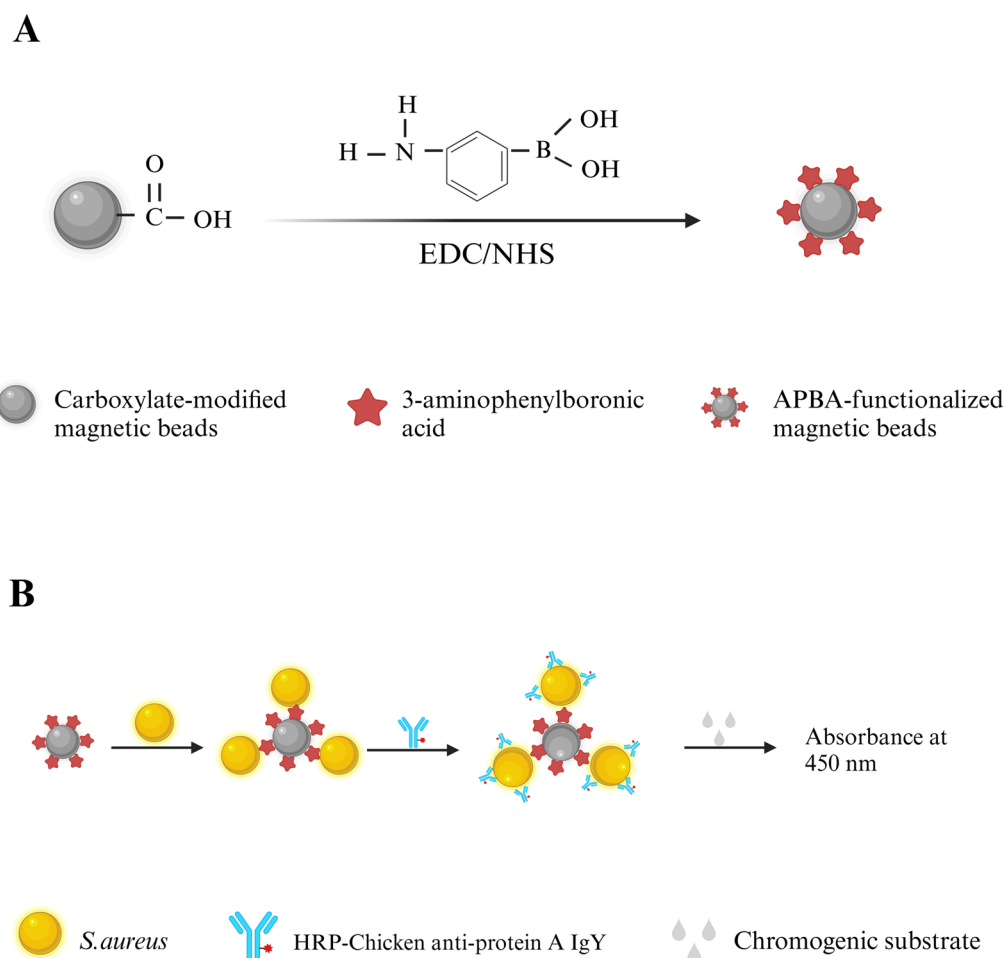 A
H
H
N
B
OH
OH
O
C
OH
EDC/NHS
Carboxylate-modified
magnetic beads
3-aminophenylboronic
acid
APBA-functionalized
magnetic beads
B
Absorbance at
450 nm
S.aureus
HRP-Chicken anti-protein A IgY
Chromogenic substrate